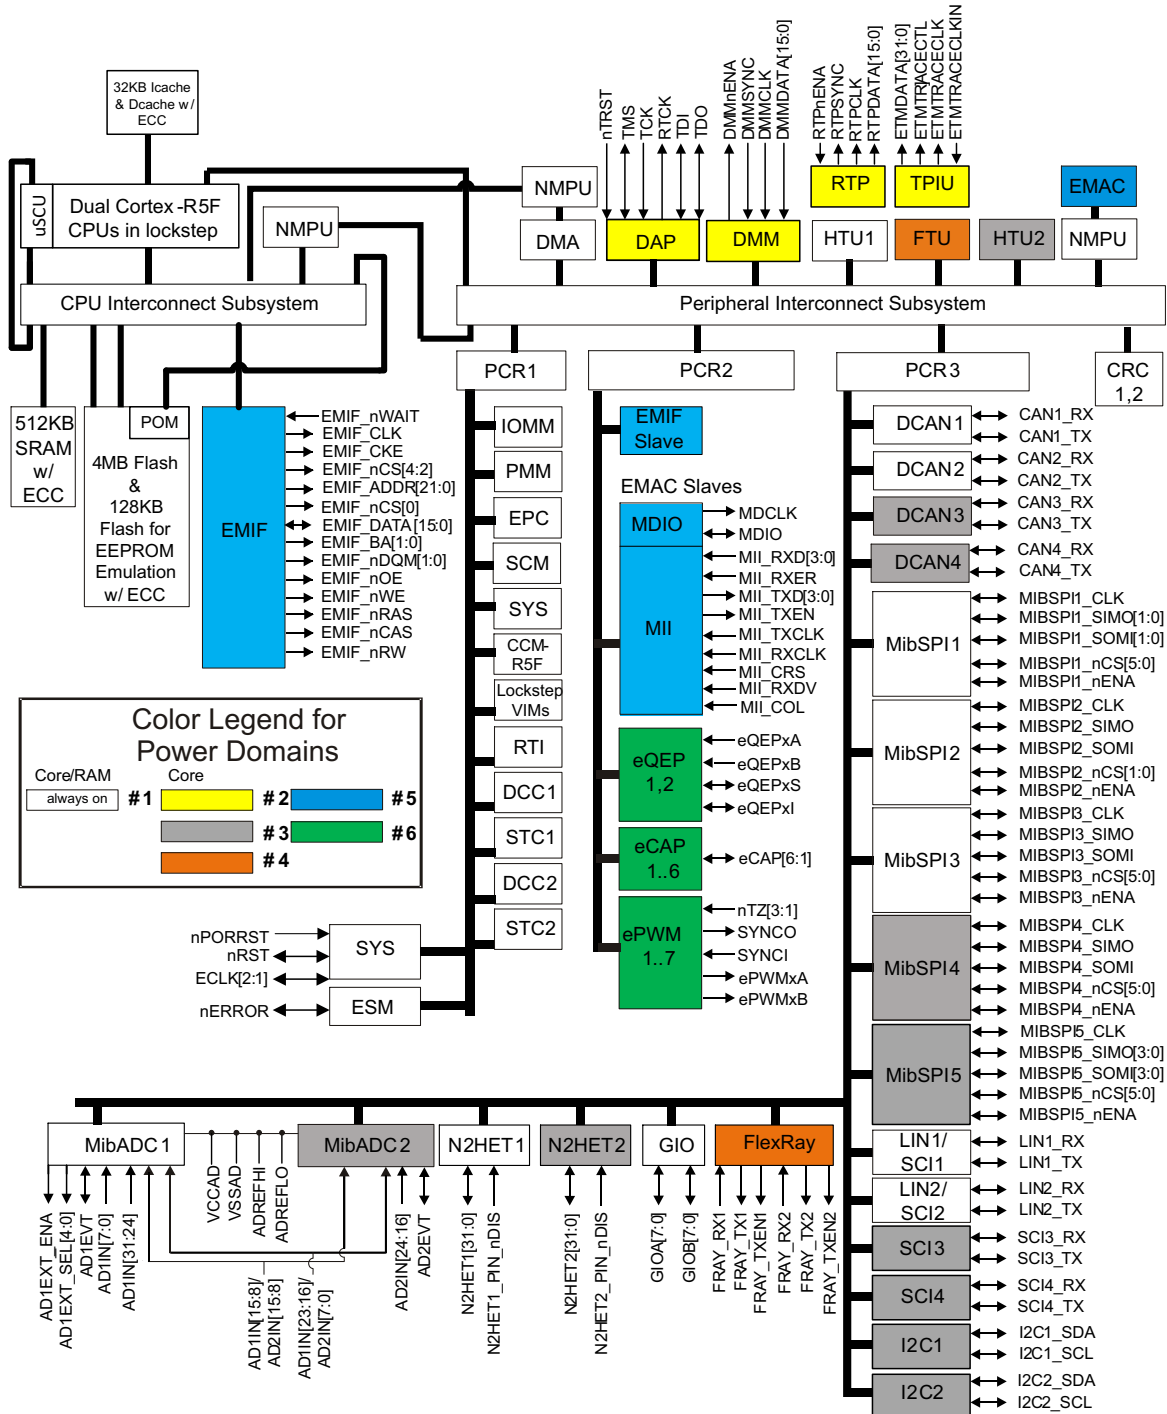 32KB Icache
& Dcache w/
ECC
uSCU
Dual Cortex-R5F
CPUs in lockstep
NMPU
CPU Interconnect Subsystem
nTRST
TMS
TCK
RTCK
TDI
TDO
DMMnENA
DMMSYNC
DMMCLK
DMMDATA[15:0]
RTPnENA
RTPSYNC
RTPCLK
RTPDATA[15:0]
ETMDATA[31:0]
ETMTRACECTL
ETMTRACECLK
ETMTRACECLKIN
NMPU
DMA
DAP
DMM
RTP
HTU1
TPIU
FTU
HTU2
EMAC
NMPU
Peripheral Interconnect Subsystem
PCR1
PCR2
PCR3
CRC
1,2
512KB
SRAM
w/
ECC
POM
4MB Flash
&
128KB
Flash for
EEPROM
Emulation
w/ ECC
EMIF
EMIF_nWAIT
EMIF_CLK
EMIF_CKE
EMIF_nCS[4:2]
EMIF_ADDR[21:0]
EMIF_nCS[0]
EMIF_DATA[15:0]
EMIF_BA[1:0]
EMIF_nDQM[1:0]
EMIF_nOE
EMIF_nWE
EMIF_nRAS
EMIF_nCAS
EMIF_nRW
IOMM
PMM
EPC
SCM
SYS
CCM-
R5F
Lockstep
VIMs
RTI
DCC1
STC1
DCC2
STC2
EMIF
Slave
EMAC Slaves
MDIO
MDCLK
MDIO
MII
MII_RXD[3:0]
MII_RXER
MII_TXD[3:0]
MII_TXEN
MII_TXCLK
MII_RXCLK
MII_CRS
MII_RXDV
MII_COL
eQEP
1,2
eQEPxA
eQEPxB
eQEPxS
eQEPxI
eCAP
1..6
eCAP[6:1]
ePWM
1..7
nTZ[3:1]
SYNCO
SYNCI
ePWMxA
ePWMxB
DCAN1
CAN1_RX
CAN1_TX
DCAN2
CAN2_RX
CAN2_TX
DCAN3
CAN3_RX
CAN3_TX
DCAN4
CAN4_RX
CAN4_TX
MibSPI1
MIBSPI1_CLK
MIBSPI1_SIMO[1:0]
MIBSPI1_SOMI[1:0]
MIBSPI1_nCS[5:0]
MIBSPI1_nENA
MibSPI2
MIBSPI2_CLK
MIBSPI2_SIMO
MIBSPI2_SOMI
MIBSPI2_nCS[1:0]
MIBSPI2_nENA
MibSPI3
MIBSPI3_CLK
MIBSPI3_SIMO
MIBSPI3_SOMI
MIBSPI3_nCS[5:0]
MIBSPI3_nENA
MibSPI4
MIBSPI4_CLK
MIBSPI4_SIMO
MIBSPI4_SOMI
MIBSPI4_nCS[5:0]
MIBSPI4_nENA
MibSPI5
MIBSPI5_CLK
MIBSPI5_SIMO[3:0]
MIBSPI5_SOMI[3:0]
MIBSPI5_nCS[5:0]
MIBSPI5_nENA
LIN1/
SCI1
LIN1_RX
LIN1_TX
LIN2/
SCI2
LIN2_RX
LIN2_TX
SCI3
SCI3_RX
SCI3_TX
SCI4
SCI4_RX
SCI4_TX
I2C1
I2C1_SDA
I2C1_SCL
I2C2
I2C2_SDA
I2C2_SCL
Color Legend for
Power Domains
Core/RAM
Core
always on
#1
#2
#5
#3
#6
#4
nPORRST
nRST
ECLK[2:1]
SYS
nERROR
ESM
MibADC1
MibADC2
N2HET1
N2HET2
GIO
FlexRay
AD1EXT_ENA
AD1EXT_SEL[4:0]
AD1EVT
AD1IN[7:0]
AD1IN[31:24]
VCCAD
VSSAD
ADREFHI
ADREFLO
AD1IN[15:8]/
AD2IN[15:8]
AD1IN[23:16]/
AD2IN[7:0]
AD2IN[24:16]
AD2EVT
N2HET1[31:0]
N2HET1_PIN_nDIS
N2HET2[31:0]
N2HET2_PIN_nDIS
GIOA[7:0]
GIOB[7:0]
FRAY_RX1
FRAY_TX1
FRAY_TXEN1
FRAY_RX2
FRAY_TX2
FRAY_TXEN2